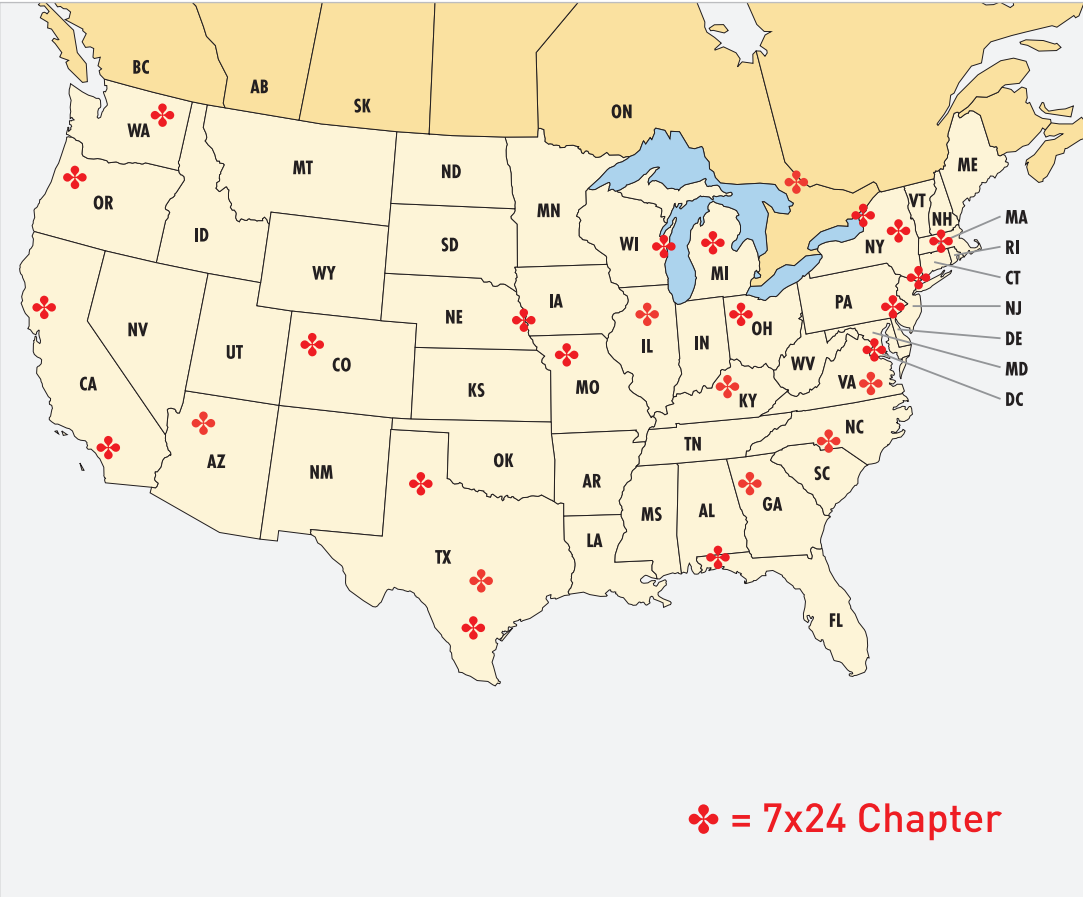 BC
AB
SK
ON
WA
MT
ND
ME
OR
MN
VT
NH
MA
ID
SD
WI
NY
RI
WY
MI
CT
NV
NE
IA
PA
NJ
UT
CO
IL
IN
OH
DE
CA
KS
MO
WV
VA
MD
KY
DC
AZ
NM
OK
TN
NC
AR
SC
MS
AL
GA
TX
LA
FL
= 7x24 Chapter